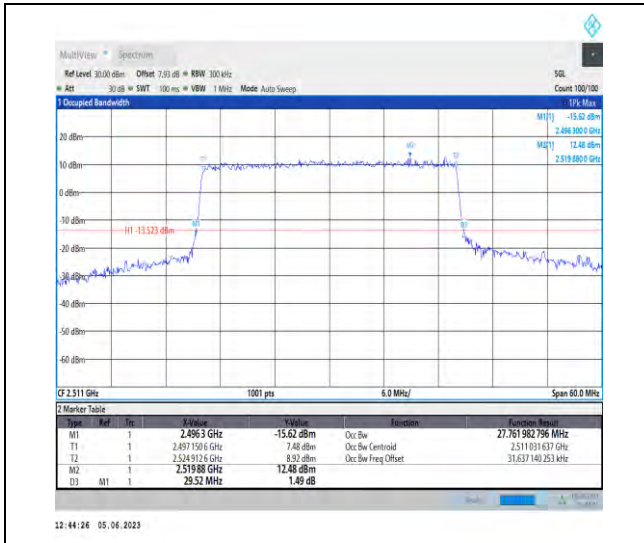 MultiView Spectrum
Ref Level 30.00 dBm Offset 7.93 dB RBW 300 kHz SGL
Att 30 dB SWT 100 ms VBW 1 MHz Mode Auto Sweep Count 100/100
1 Occupied Bandwidth 1Pk Max
M1[1] -15.62 dBm
2.496 300 0 GHz
M2[1] 12.48 dBm
2.519 880 0 GHz
20 dBm
M2
T1 T2
10 dBm
0 dBm
-10 dBm
M1 D3
H1 -13.523 dBm
-20 dBm
-30 dBm
-40 dBm
-50 dBm
-60 dBm
CF 2.511 GHz 1001 pts 6.0 MHz/ Span 60.0 MHz
2 Marker Table
Type Ref Trc X-Value Y-Value Function Function Result
M1 1 2.4963 GHz -15.62 dBm Occ Bw 27.761 982 796 MHz
T1 1 2.497 150 6 GHz 7.48 dBm Occ Bw Centroid 2.511 031 637 GHz
T2 1 2.524 912 6 GHz 8.92 dBm Occ Bw Freq Offset 31.637 140 253 kHz
M2 1 2.519 88 GHz 12.48 dBm
D3 M1 1 29.52 MHz 1.49 dB
12:44:26 05.06.2023